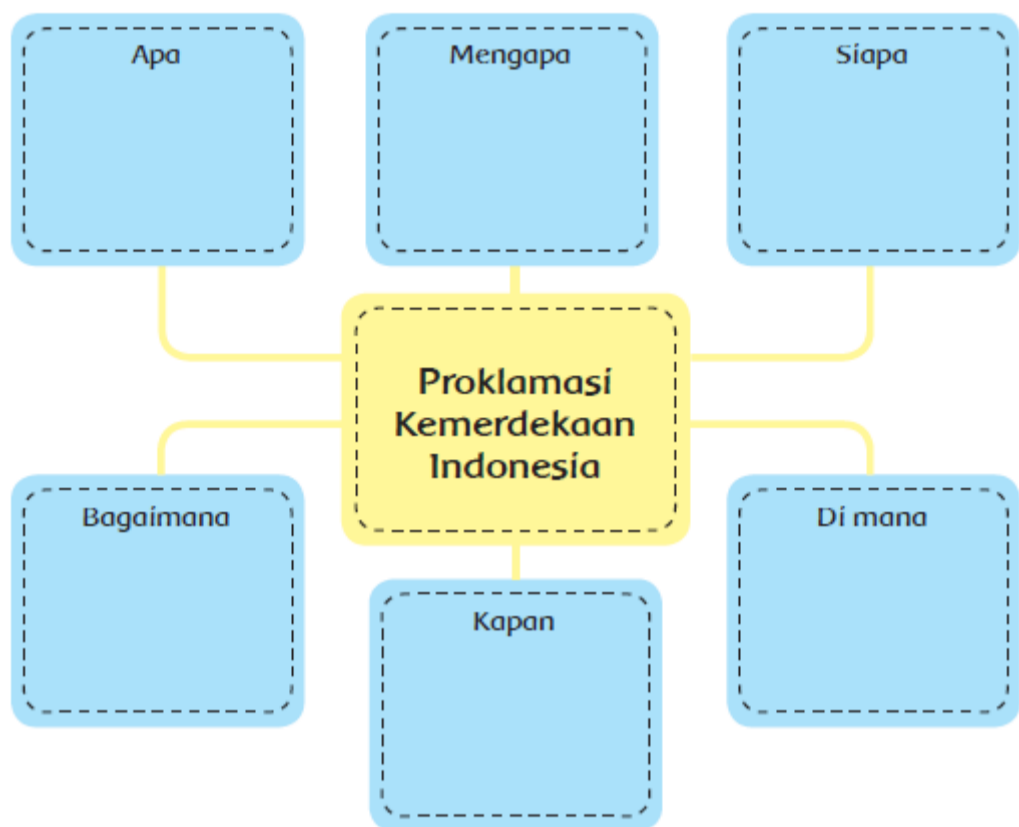 Apa
Mengapa
Siapa
Proklamasi
Kemerdekaan
Indonesia
Bagaimana
Di mana
Kapan